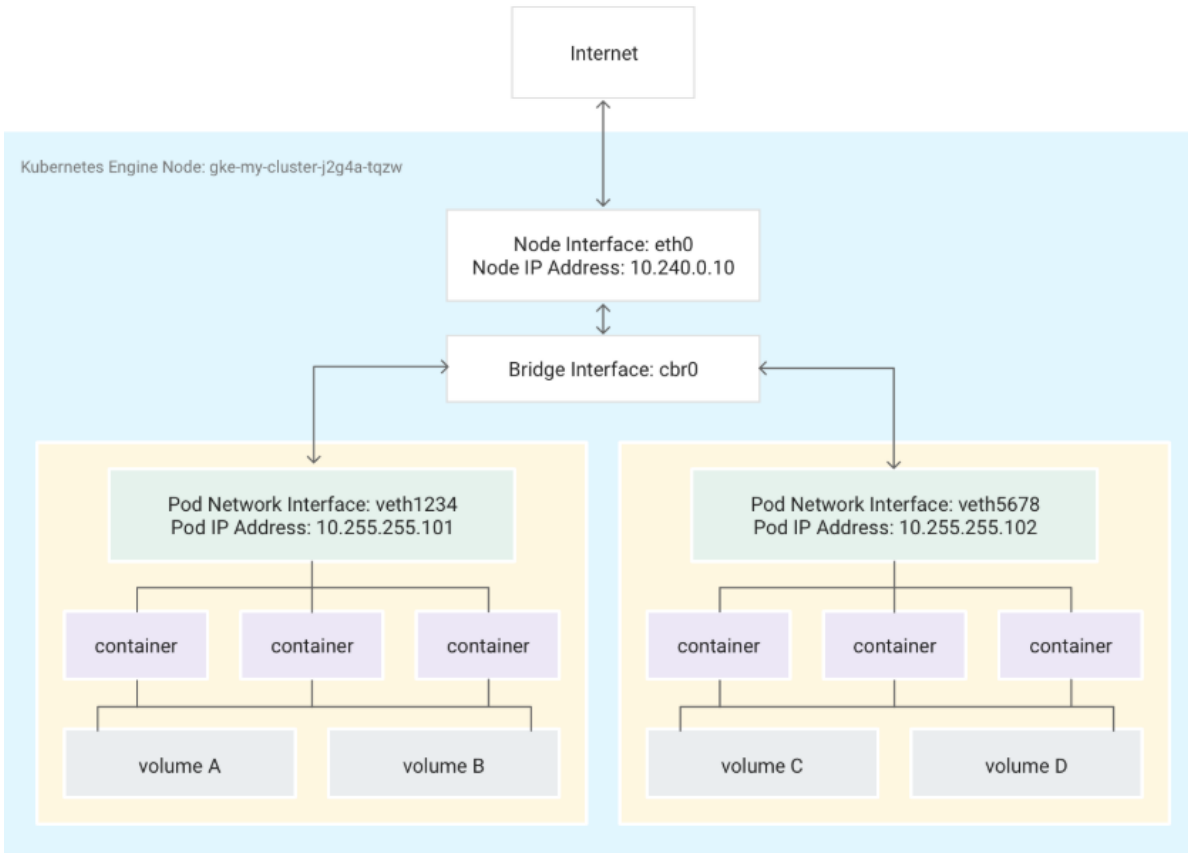 Internet
Kubernetes Engine Node: gke-my-cluster-j2g4a-tqzw
Node Interface: eth0
Node IP Address: 10.240.0.10
Bridge Interface: cbr0
Pod Network Interface: veth1234
Pod IP Address: 10.255.255.101
container
container
container
volume A
volume B
Pod Network Interface: veth5678
Pod IP Address: 10.255.255.102
container
container
container
volume C
volume D